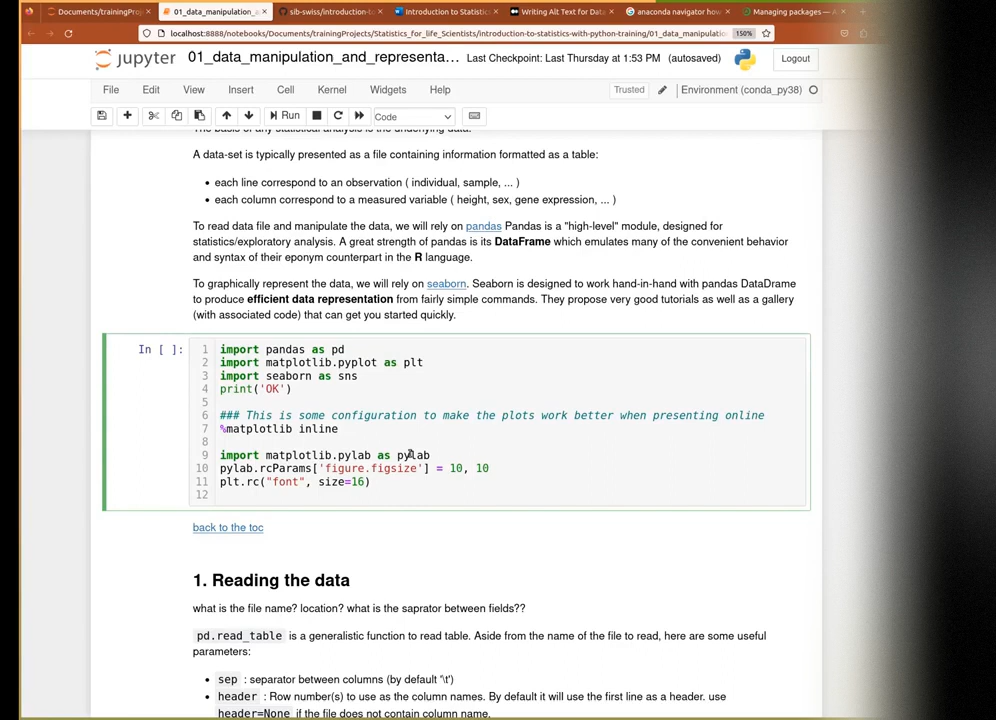 Documents/trainingProj
01_data_manipulation_a
sib-swiss/introduction-to
Introduction to Statistic
Writing Alt Text for Data
anaconda navigator how
Managing packages — A
localhost:8888/notebooks/Documents/trainingProjects/Statistics_for_life_Scientists/introduction-to-statistics-with-python-training/01_data_manipulation
150%
jupyter
01_data_manipulation_and_representa…
Last Checkpoint: Last Thursday at 1:53 PM (autosaved)
Logout
File Edit View Insert Cell Kernel Widgets Help
Trusted
Environment (conda_py38)
Run
Code
The basis of any statistical analysis is the underlying data.
A data-set is typically presented as a file containing information formatted as a table:
• each line correspond to an observation ( individual, sample, ... )
• each column correspond to a measured variable ( height, sex, gene expression, ... )
To read data file and manipulate the data, we will rely on pandas Pandas is a "high-level" module, designed for
statistics/exploratory analysis. A great strength of pandas is its DataFrame which emulates many of the convenient behavior
and syntax of their eponym counterpart in the R language.
To graphically represent the data, we will rely on seaborn. Seaborn is designed to work hand-in-hand with pandas DataDrame
to produce efficient data representation from fairly simple commands. They propose very good tutorials as well as a gallery
(with associated code) that can get you started quickly.
In [ ]:
1 import pandas as pd
2 import matplotlib.pyplot as plt
3 import seaborn as sns
4 print('OK')
5
6 ### This is some configuration to make the plots work better when presenting online
7 %matplotlib inline
8
9 import matplotlib.pylab as pylab
10 pylab.rcParams['figure.figsize'] = 10, 10
11 plt.rc("font", size=16)
12
back to the toc
1. Reading the data
what is the file name? location? what is the saprator between fields??
pd.read_table is a generalistic function to read table. Aside from the name of the file to read, here are some useful
parameters:
• sep : separator between columns (by default '\t')
• header : Row number(s) to use as the column names. By default it will use the first line as a header. use
header=None if the file does not contain column name.